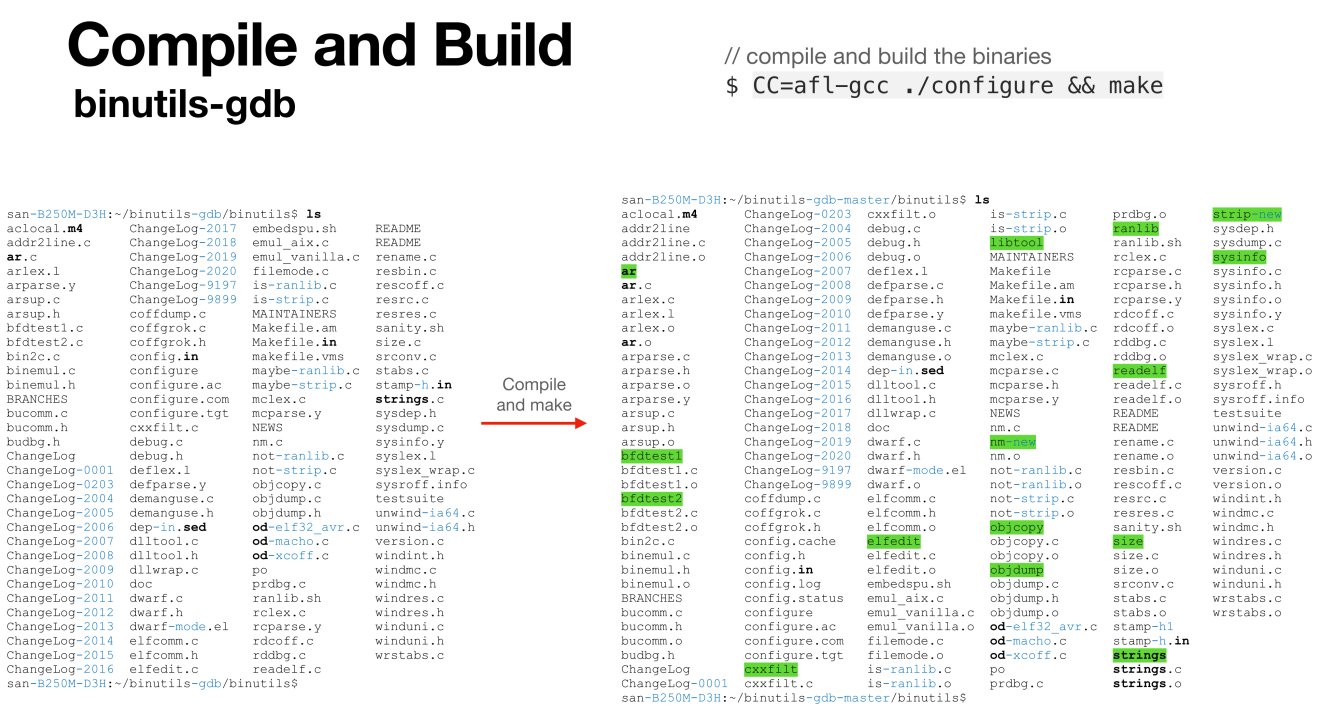 Compile and Build
binutils-gdb
// compile and build the binaries
$ CC=afl-gcc ./configure && make
san-B250M-D3H:~/binutils-gdb/binutils$ ls
aclocal.m4 ChangeLog-2017 embedspu.sh README
addr2line.c ChangeLog-2018 emul_aix.c README
ar.c ChangeLog-2019 emul_vanilla.c rename.c
arlex.l ChangeLog-2020 filemode.c resbin.c
arparse.y ChangeLog-9197 is-ranlib.c rescoff.c
arsup.c ChangeLog-9899 is-strip.c resrc.c
arsup.h coffdump.c MAINTAINERS resres.c
bfdtest1.c coffgrok.c Makefile.am sanity.sh
bfdtest2.c coffgrok.h Makefile.in size.c
bin2c.c config.in makefile.vms srconv.c
binemul.c configure maybe-ranlib.c stabs.c
binemul.h configure.ac maybe-strip.c stamp-h.in
BRANCHES configure.com mclex.c strings.c
bucomm.c configure.tgt mcparse.y sysdep.h
bucomm.h cxxfilt.c NEWS sysdump.c
budbg.h debug.c nm.c sysinfo.y
ChangeLog debug.h not-ranlib.c syslex.l
ChangeLog-0001 deflex.l not-strip.c syslex_wrap.c
ChangeLog-0203 defparse.y objcopy.c sysroff.info
ChangeLog-2004 demanguse.c objdump.c testsuite
ChangeLog-2005 demanguse.h objdump.h unwind-ia64.c
ChangeLog-2006 dep-in.sed od-elf32_avr.c unwind-ia64.h
ChangeLog-2007 dlltool.c od-macho.c version.c
ChangeLog-2008 dlltool.h od-xcoff.c windint.h
ChangeLog-2009 dllwrap.c po windmc.c
ChangeLog-2010 doc prdbg.c windmc.h
ChangeLog-2011 dwarf.c ranlib.sh windres.c
ChangeLog-2012 dwarf.h rclex.c windres.h
ChangeLog-2013 dwarf-mode.el rcparse.y winduni.c
ChangeLog-2014 elfcomm.c rdcoff.c winduni.h
ChangeLog-2015 elfcomm.h rddbg.c wrstabs.c
ChangeLog-2016 elfedit.c readelf.c
san-B250M-D3H:~/binutils-gdb/binutils$
Compile
and make
san-B250M-D3H:~/binutils-gdb-master/binutils$ ls
aclocal.m4 ChangeLog-0203 cxxfilt.o is-strip.c prdbg.o strip-new
addr2line ChangeLog-2004 debug.c is-strip.o ranlib sysdep.h
addr2line.c ChangeLog-2005 debug.h libtool ranlib.sh sysdump.c
addr2line.o ChangeLog-2006 debug.o MAINTAINERS rclex.c sysinfo
ar ChangeLog-2007 deflex.l Makefile rcparse.c sysinfo.c
ar.c ChangeLog-2008 defparse.c Makefile.am rcparse.h sysinfo.h
arlex.c ChangeLog-2009 defparse.h Makefile.in rcparse.y sysinfo.o
arlex.l ChangeLog-2010 defparse.y makefile.vms rdcoff.c sysinfo.y
arlex.o ChangeLog-2011 demanguse.c maybe-ranlib.c rdcoff.o syslex.c
ar.o ChangeLog-2012 demanguse.h maybe-strip.c rddbg.c syslex.l
arparse.c ChangeLog-2013 demanguse.o mclex.c rddbg.o syslex_wrap.c
arparse.h ChangeLog-2014 dep-in.sed mcparse.c readelf syslex_wrap.o
arparse.o ChangeLog-2015 dlltool.c mcparse.h readelf.c sysroff.h
arparse.y ChangeLog-2016 dlltool.h mcparse.y readelf.o sysroff.info
arsup.c ChangeLog-2017 dllwrap.c NEWS README testsuite
arsup.h ChangeLog-2018 doc nm.c README unwind-ia64.c
arsup.o ChangeLog-2019 dwarf.c nm-new rename.c unwind-ia64.h
bfdtest1 ChangeLog-2020 dwarf.h nm.o rename.o unwind-ia64.o
bfdtest1.c ChangeLog-9197 dwarf-mode.el not-ranlib.c resbin.c version.c
bfdtest1.o ChangeLog-9899 dwarf.o not-ranlib.o rescoff.c version.o
bfdtest2 coffdump.c elfcomm.c not-strip.c resrc.c windint.h
bfdtest2.c coffgrok.c elfcomm.h not-strip.o resres.c windmc.c
bfdtest2.o coffgrok.h elfcomm.o objcopy sanity.sh windmc.h
bin2c.c config.cache elfedit objcopy.c size windres.c
binemul.c config.h elfedit.c objcopy.o size.c windres.h
binemul.h config.in elfedit.o objdump size.o winduni.c
binemul.o config.log embedspu.sh objdump.c srconv.c winduni.h
BRANCHES config.status emul_aix.c objdump.h stabs.c wrstabs.c
bucomm.c configure emul_vanilla.c objdump.o stabs.o wrstabs.o
bucomm.h configure.ac emul_vanilla.o od-elf32_avr.c stamp-h1
bucomm.o configure.com filemode.c od-macho.c stamp-h.in
budbg.h configure.tgt filemode.o od-xcoff.c strings
ChangeLog cxxfilt is-ranlib.c po strings.c
ChangeLog-0001 cxxfilt.c is-ranlib.o prdbg.c strings.o
san-B250M-D3H:~/binutils-gdb-master/binutils$